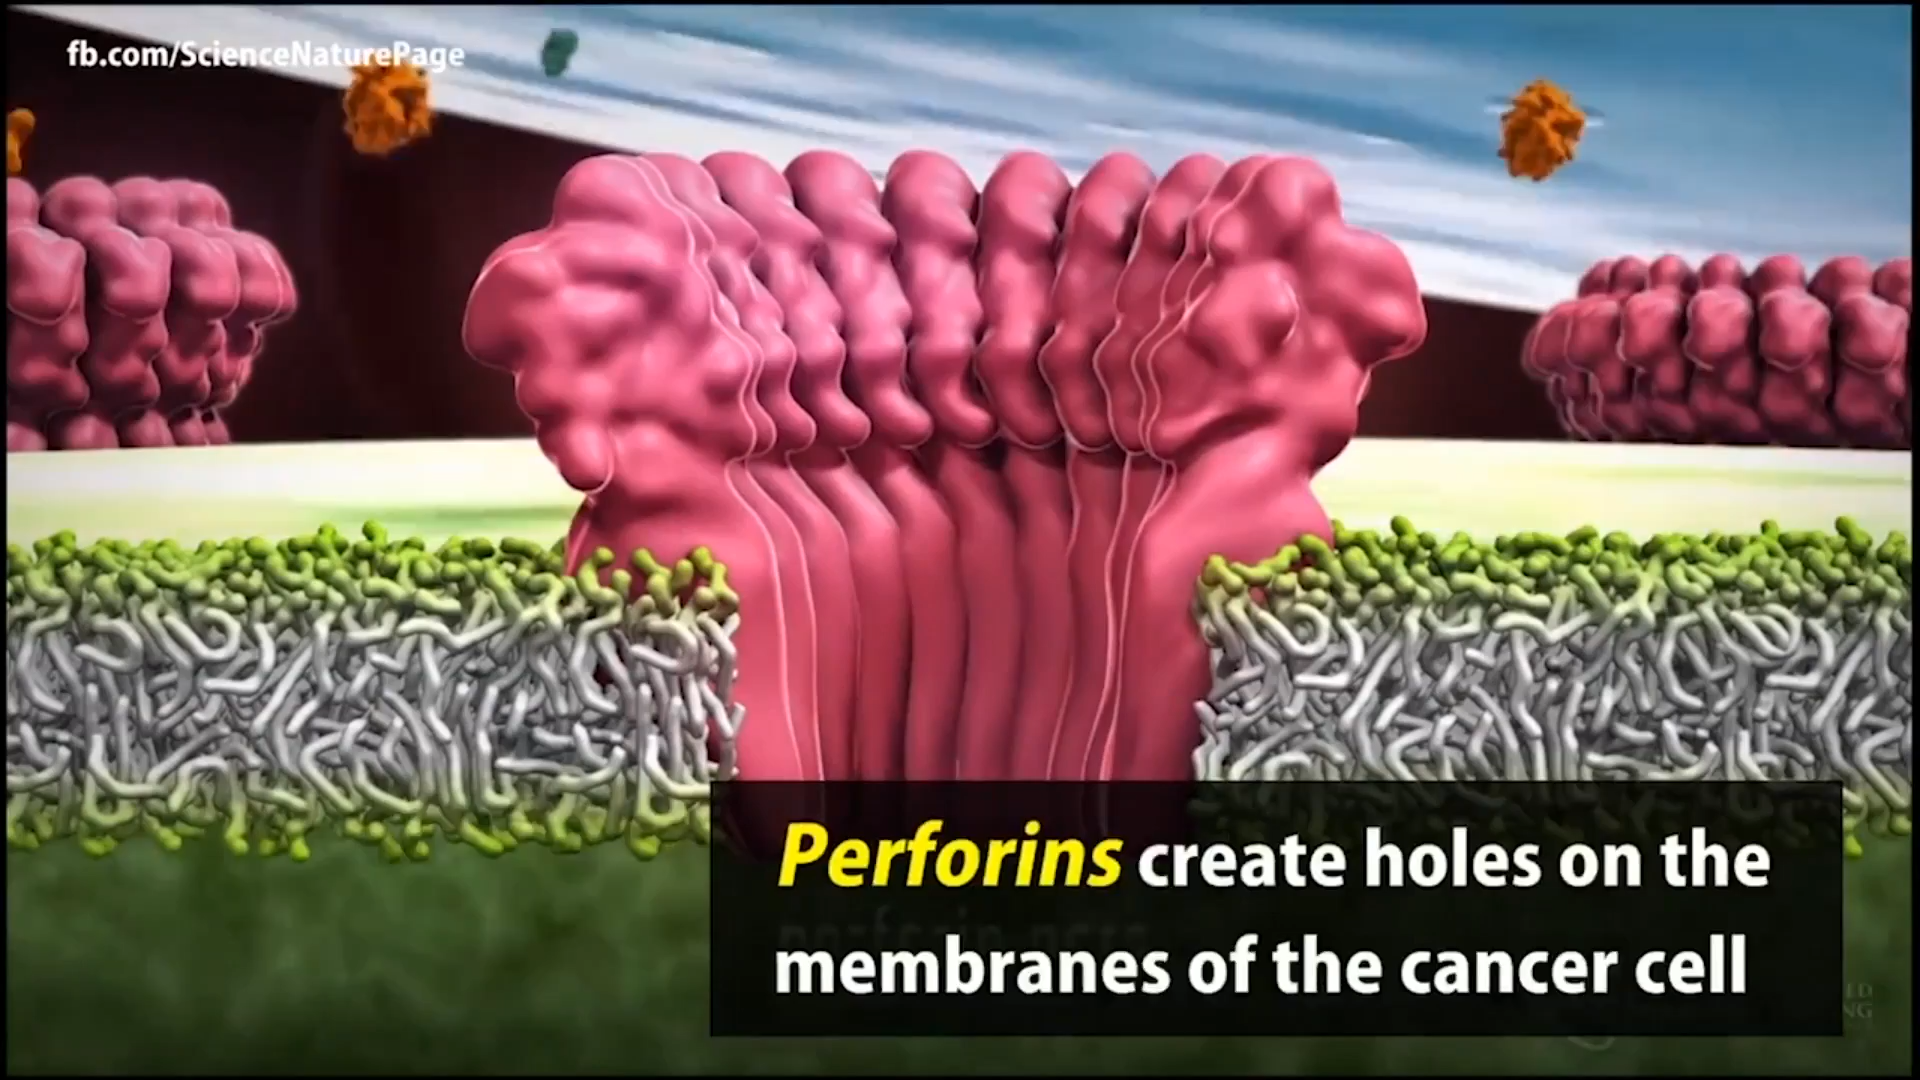 fb.com/ScienceNaturePage
Perforins create holes on the
membranes of the cancer cell